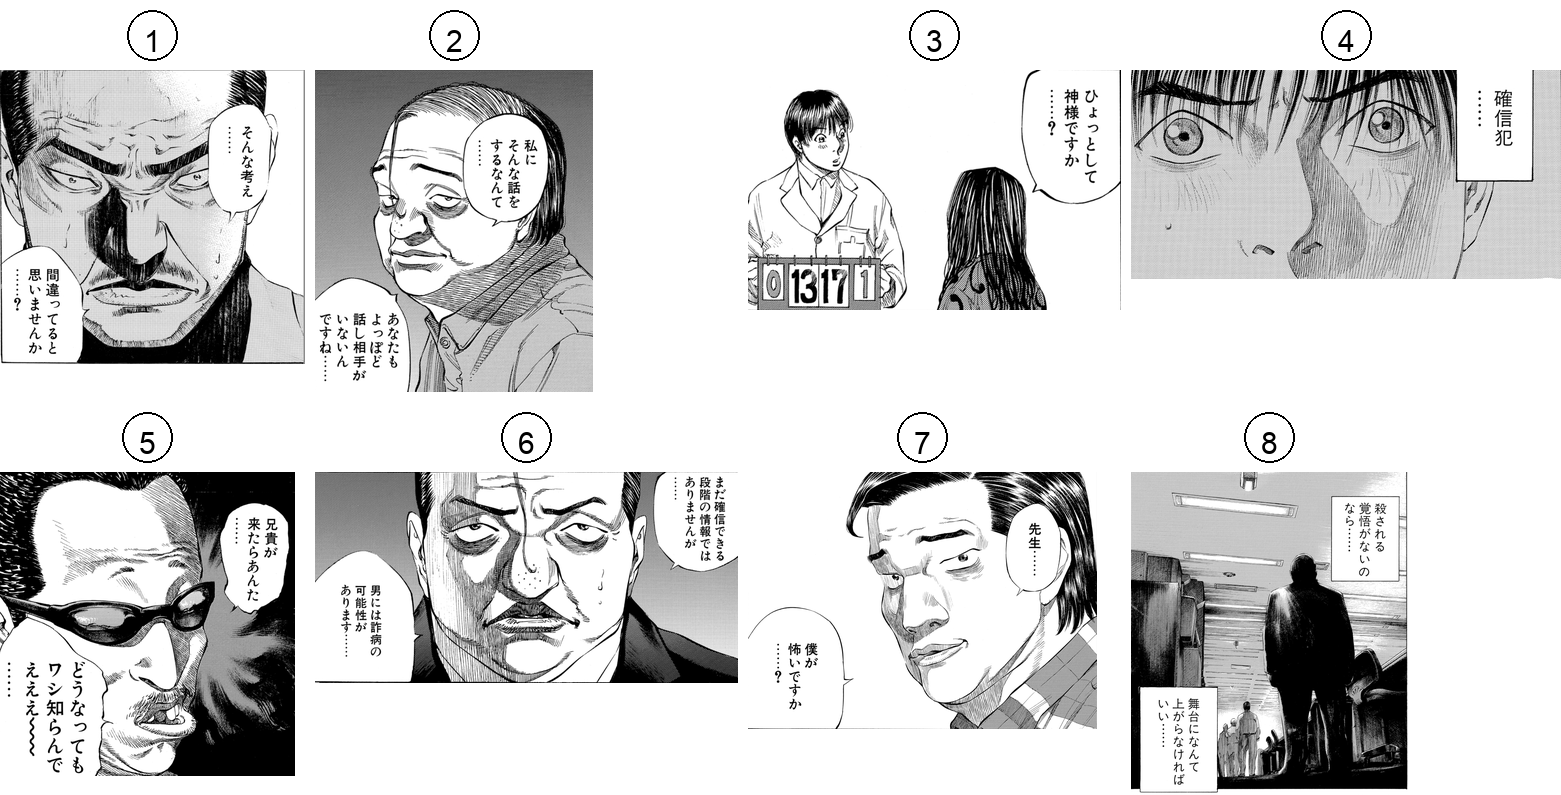 1
そんな考え
……
間違ってると
思いませんか
……?
2
私に
そんな話を
するなんて
……
あなたも
よっぽど
話し相手が
いないん
ですね……
3
ひょっとして
神様ですか
……?
0 13 17 1
4
確信犯
……
5
兄貴が
来たらあんた
……
どうなっても
ワシ知らんで
えええ〜〜〜
……
6
まだ確信できる
段階の情報では
ありませんが
……
男には詐病の
可能性が
あります……
7
先生……
僕が
怖いですか
……?
8
殺される
覚悟がないの
なら……
舞台になんて
上がらなければ
いい……